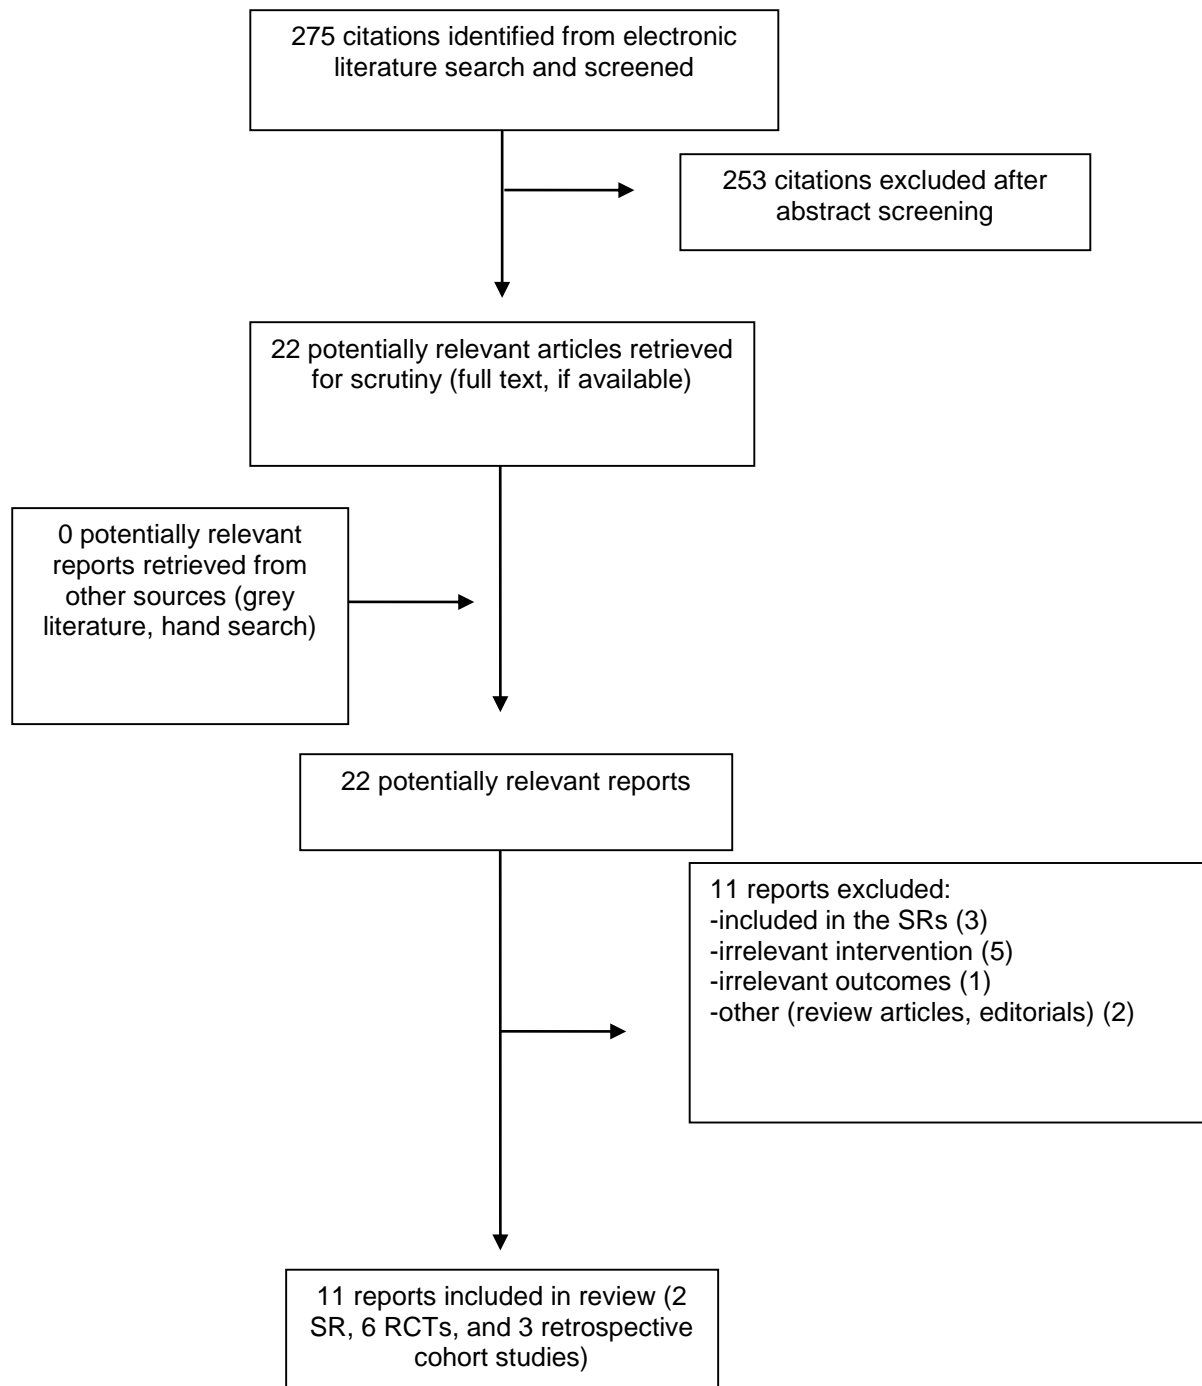 275 citations identified from electronic
literature search and screened
253 citations excluded after
abstract screening
22 potentially relevant articles retrieved
for scrutiny (full text, if available)
0 potentially relevant
reports retrieved from
other sources (grey
literature, hand search)
22 potentially relevant reports
11 reports excluded:
-included in the SRs (3)
-irrelevant intervention (5)
-irrelevant outcomes (1)
-other (review articles, editorials) (2)
11 reports included in review (2
SR, 6 RCTs, and 3 retrospective
cohort studies)